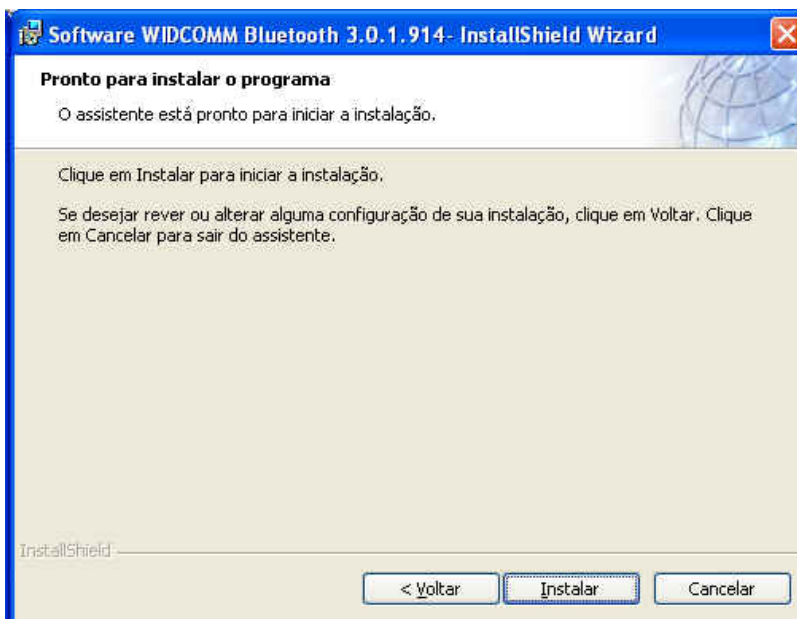 Software WIDCOMM Bluetooth 3.0.1.914- InstallShield Wizard
Pronto para instalar o programa
O assistente está pronto para iniciar a instalação.
Clique em Instalar para iniciar a instalação.
Se desejar rever ou alterar alguma configuração de sua instalação, clique em Voltar. Clique
em Cancelar para sair do assistente.
InstallShield
< Voltar
Instalar
Cancelar